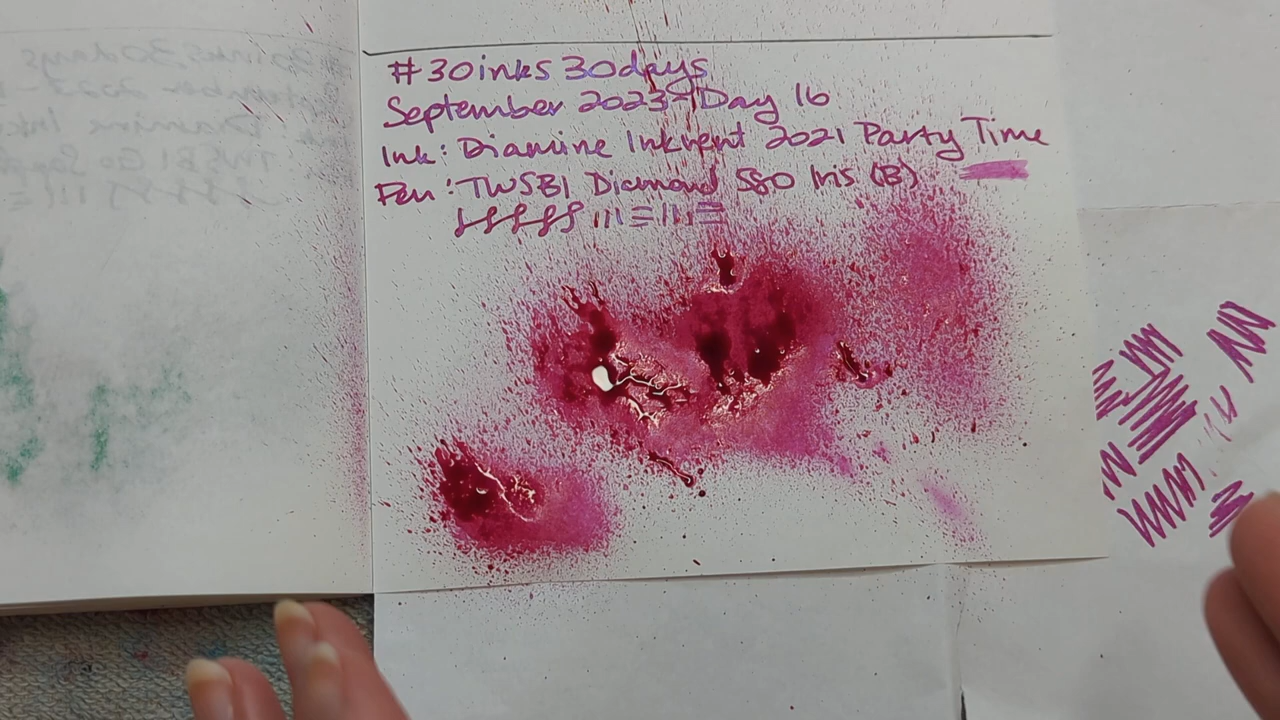 #30inks30days
September 2023-Day 16
Ink: Diamine Inkvent 2021 Party Time
Pen: TWSBI Diamond 580 Iris (B)